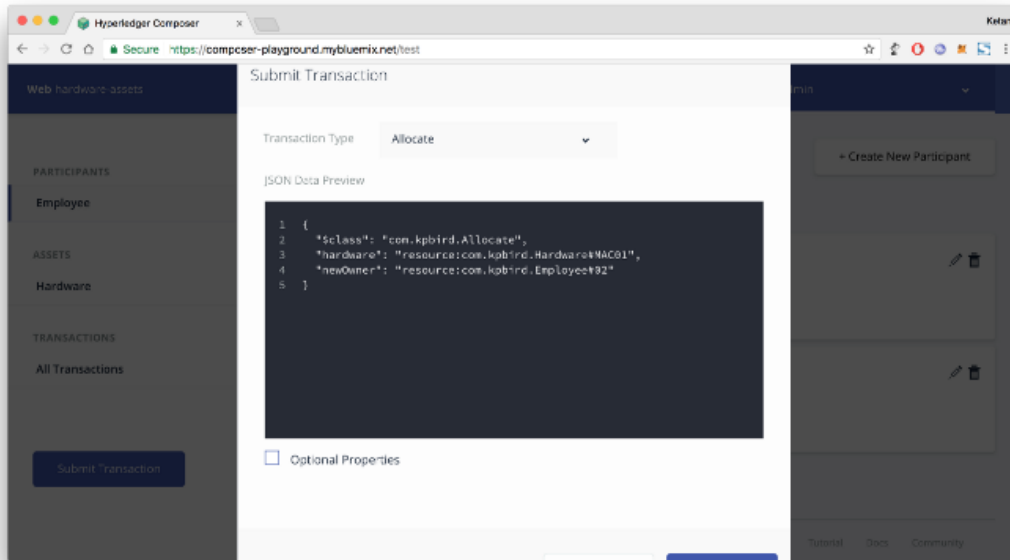 Hyperledger Composer
Ketan
Secure https://composer-playground.mybluemix.net/test
Web hardware-assets
Submit Transaction
dmin
Transaction Type Allocate
+ Create New Participant
PARTICIPANTS
JSON Data Preview
Employee
1 {
2 "$class": "com.kpbird.Allocate",
3 "hardware": "resource:com.kpbird.Hardware#MAC01",
4 "newOwner": "resource:com.kpbird.Employee#02"
5 }
ASSETS
Hardware
TRANSACTIONS
All Transactions
Optional Properties
Submit Transaction
Tutorial Docs Community